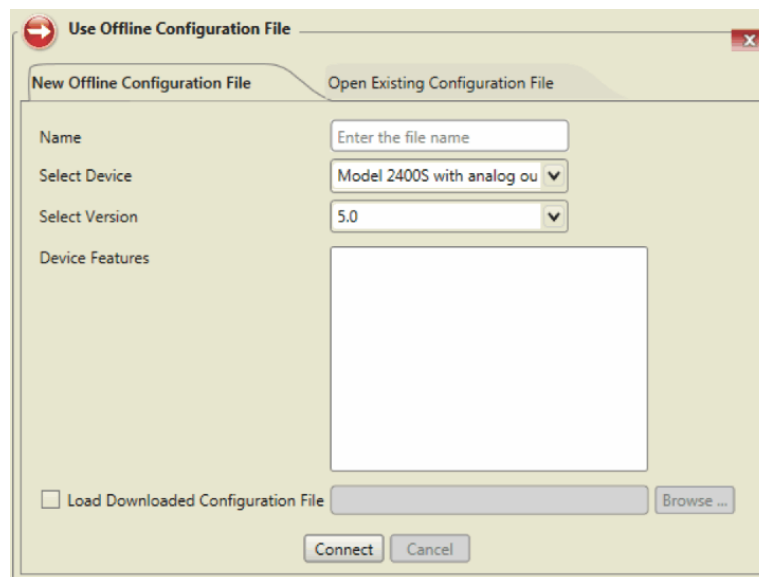 Use Offline Configuration File
New Offline Configuration File
Open Existing Configuration File
Name
Enter the file name
Select Device
Model 2400S with analog ou
Select Version
5.0
Device Features
Load Downloaded Configuration File
Browse ...
Connect
Cancel